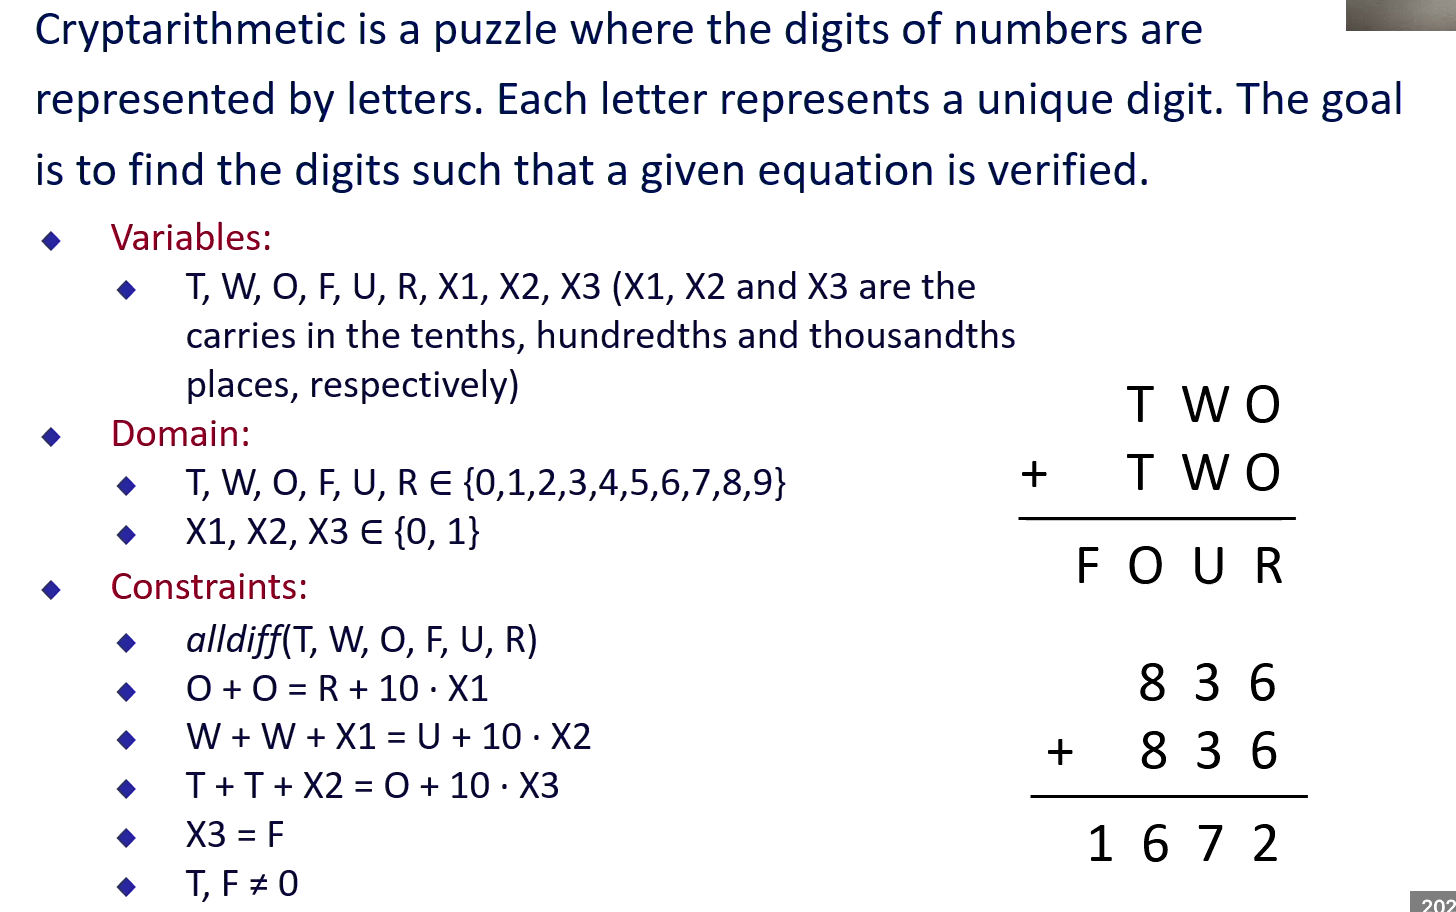 Cryptarithmetic is a puzzle where the digits of numbers are
represented by letters. Each letter represents a unique digit. The goal
is to find the digits such that a given equation is verified.
Variables:
T, W, O, F, U, R, X1, X2, X3 (X1, X2 and X3 are the
carries in the tenths, hundredths and thousandths
places, respectively)
Domain:
T, W, O, F, U, R ∈ {0,1,2,3,4,5,6,7,8,9}
X1, X2, X3 ∈ {0, 1}
Constraints:
alldiff(T, W, O, F, U, R)
O + O = R + 10 · X1
W + W + X1 = U + 10 · X2
T + T + X2 = O + 10 · X3
X3 = F
T, F ≠ 0
T W O
+ T W O
F O U R
8 3 6
+ 8 3 6
1 6 7 2